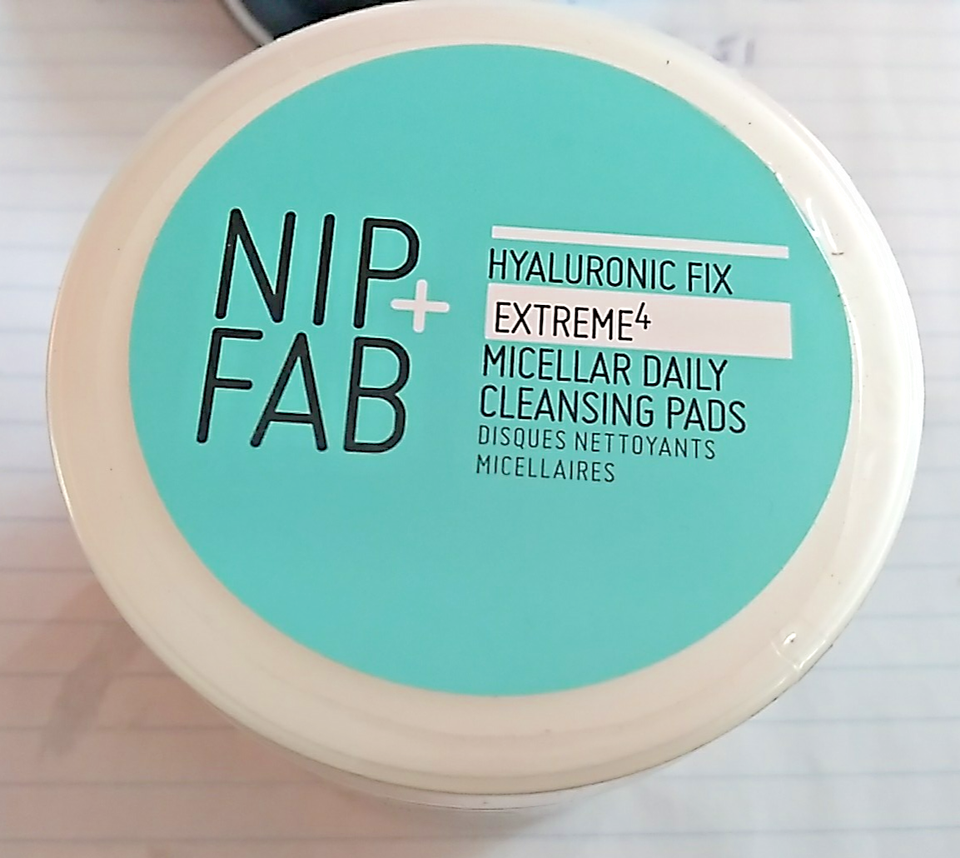 NIP+
FAB
HYALURONIC FIX
EXTREME⁴
MICELLAR DAILY
CLEANSING PADS
DISQUES NETTOYANTS
MICELLAIRES